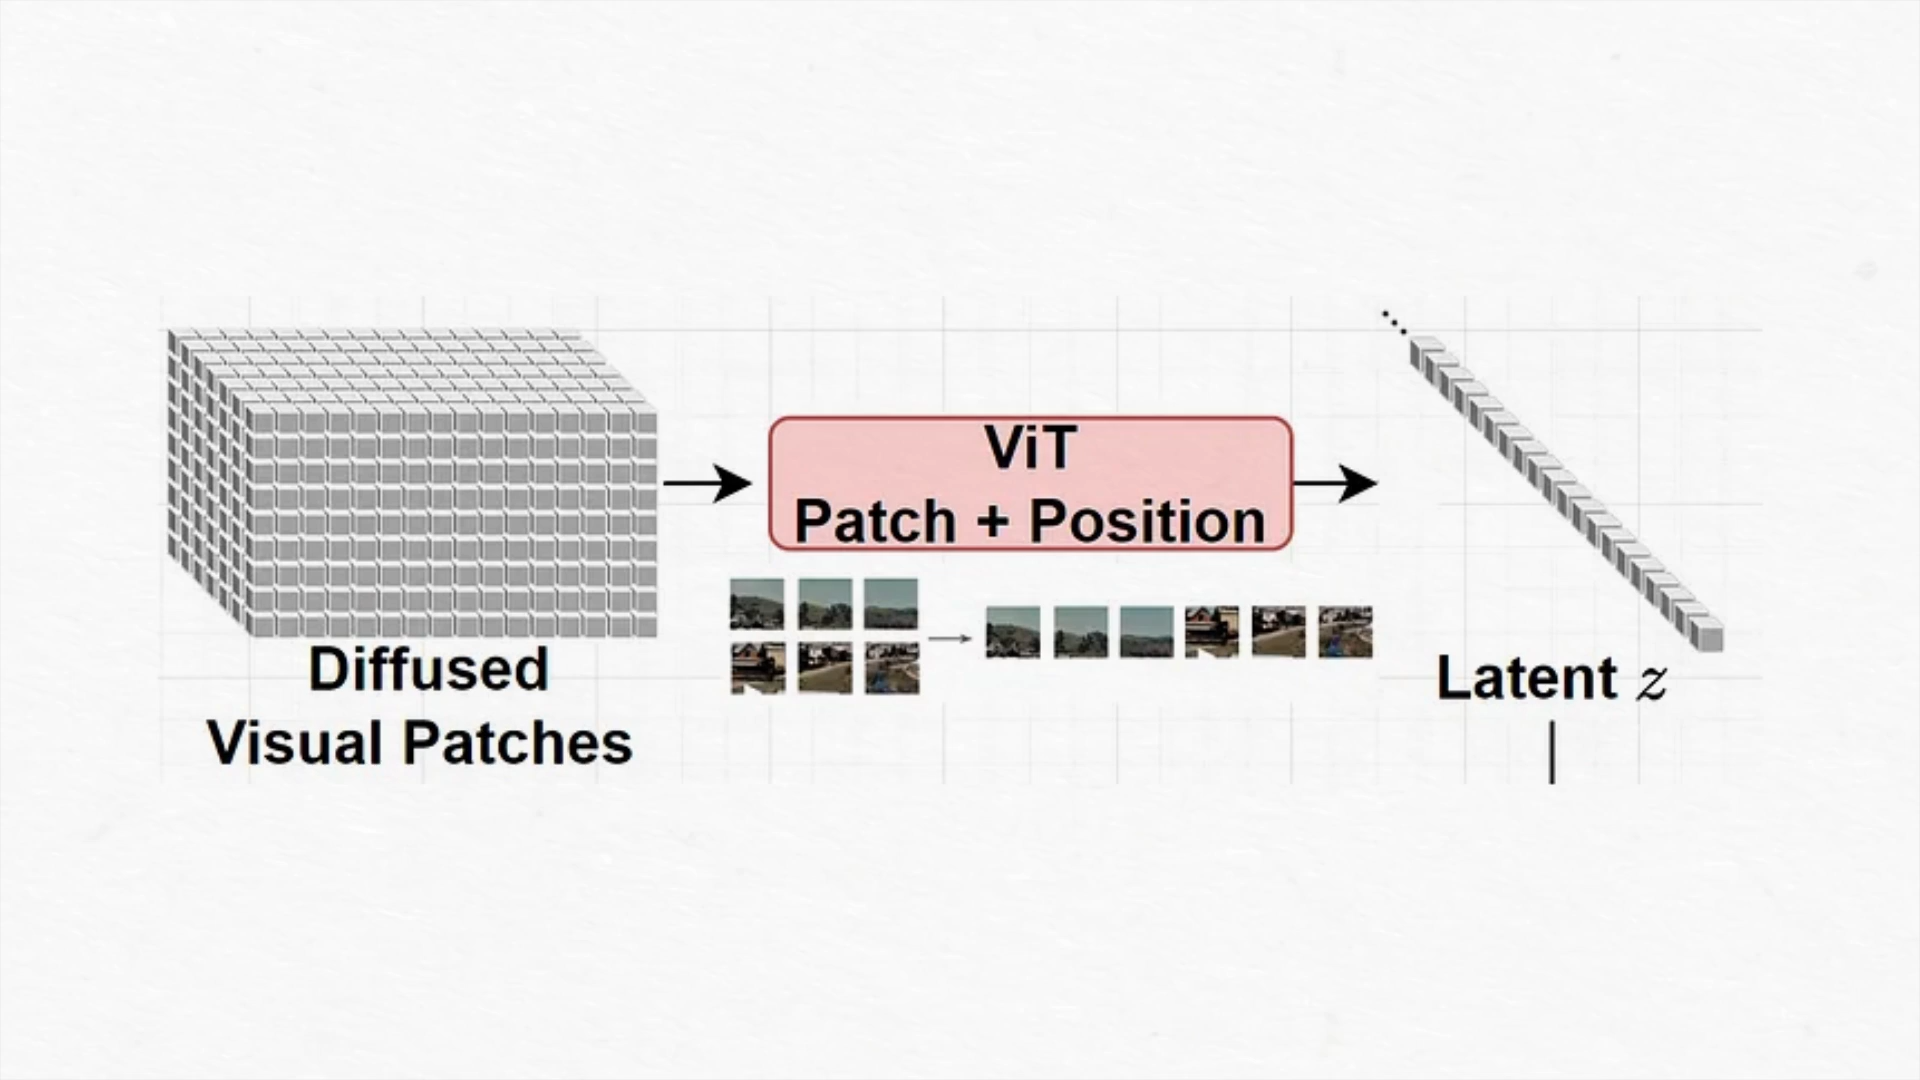 ViT
Patch + Position
Diffused
Visual Patches
Latent z